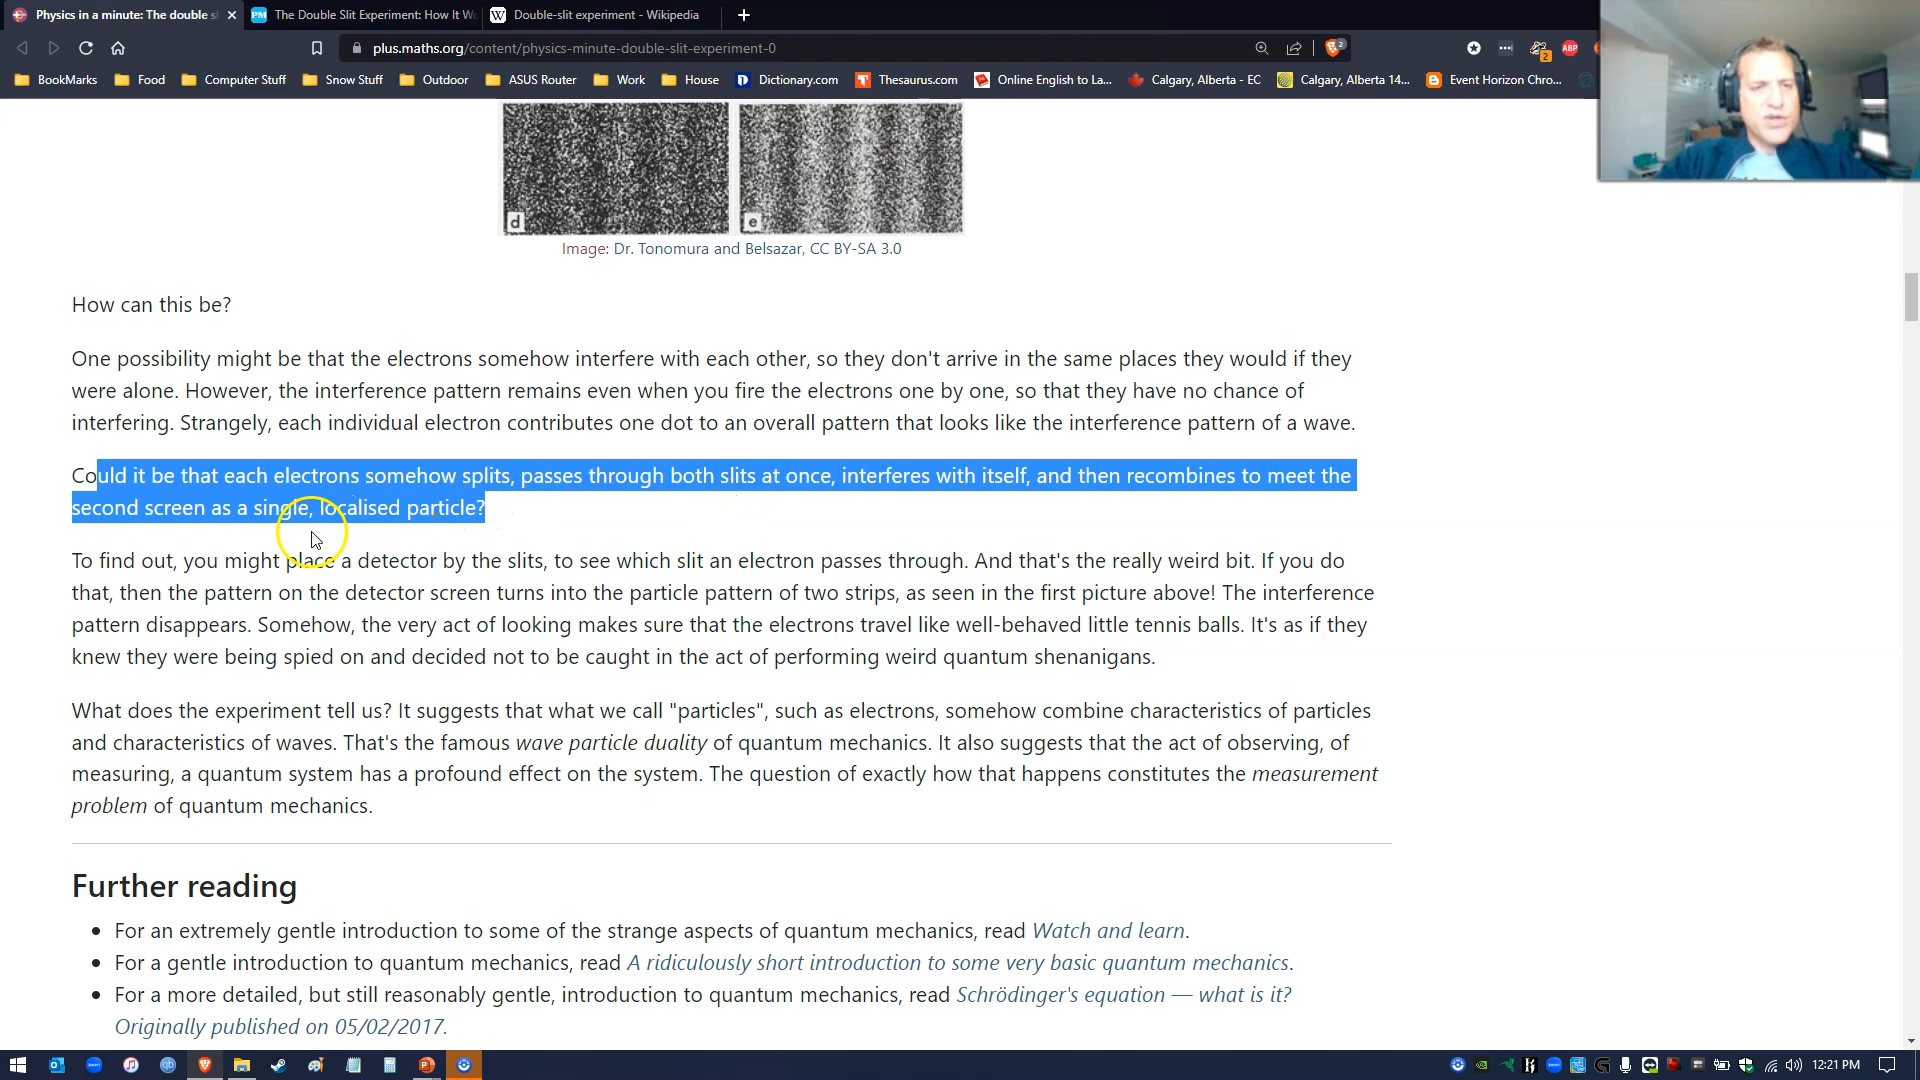 Physics in a minute: The double sl
The Double Slit Experiment: How It Wo
Double-slit experiment - Wikipedia
plus.maths.org/content/physics-minute-double-slit-experiment-0
2
2
ABP
BookMarks
Food
Computer Stuff
Snow Stuff
Outdoor
ASUS Router
Work
House
Dictionary.com
Thesaurus.com
Online English to La...
Calgary, Alberta - EC
Calgary, Alberta 14...
Event Horizon Chro...
d
e
Image: Dr. Tonomura and Belsazar, CC BY-SA 3.0
How can this be?
One possibility might be that the electrons somehow interfere with each other, so they don't arrive in the same places they would if they
were alone. However, the interference pattern remains even when you fire the electrons one by one, so that they have no chance of
interfering. Strangely, each individual electron contributes one dot to an overall pattern that looks like the interference pattern of a wave.
Could it be that each electrons somehow splits, passes through both slits at once, interferes with itself, and then recombines to meet the
second screen as a single, localised particle?
To find out, you might place a detector by the slits, to see which slit an electron passes through. And that's the really weird bit. If you do
that, then the pattern on the detector screen turns into the particle pattern of two strips, as seen in the first picture above! The interference
pattern disappears. Somehow, the very act of looking makes sure that the electrons travel like well-behaved little tennis balls. It's as if they
knew they were being spied on and decided not to be caught in the act of performing weird quantum shenanigans.
What does the experiment tell us? It suggests that what we call "particles", such as electrons, somehow combine characteristics of particles
and characteristics of waves. That's the famous wave particle duality of quantum mechanics. It also suggests that the act of observing, of
measuring, a quantum system has a profound effect on the system. The question of exactly how that happens constitutes the measurement
problem of quantum mechanics.
Further reading
• For an extremely gentle introduction to some of the strange aspects of quantum mechanics, read Watch and learn.
• For a gentle introduction to quantum mechanics, read A ridiculously short introduction to some very basic quantum mechanics.
• For a more detailed, but still reasonably gentle, introduction to quantum mechanics, read Schrödinger's equation — what is it?
Originally published on 05/02/2017.
12:21 PM